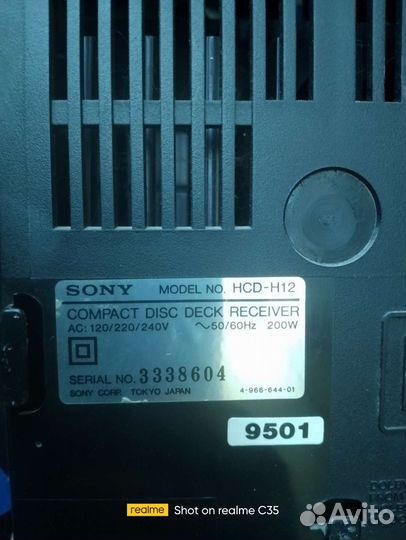 SONY MODEL NO. HCD-H12
COMPACT DISC DECK RECEIVER
AC: 120/220/240V ~50/60Hz 200W
SERIAL NO. 3338604
SONY CORP. TOKYO JAPAN 4-966-644-01
9501
FROM
realme Shot on realme C35
Avito